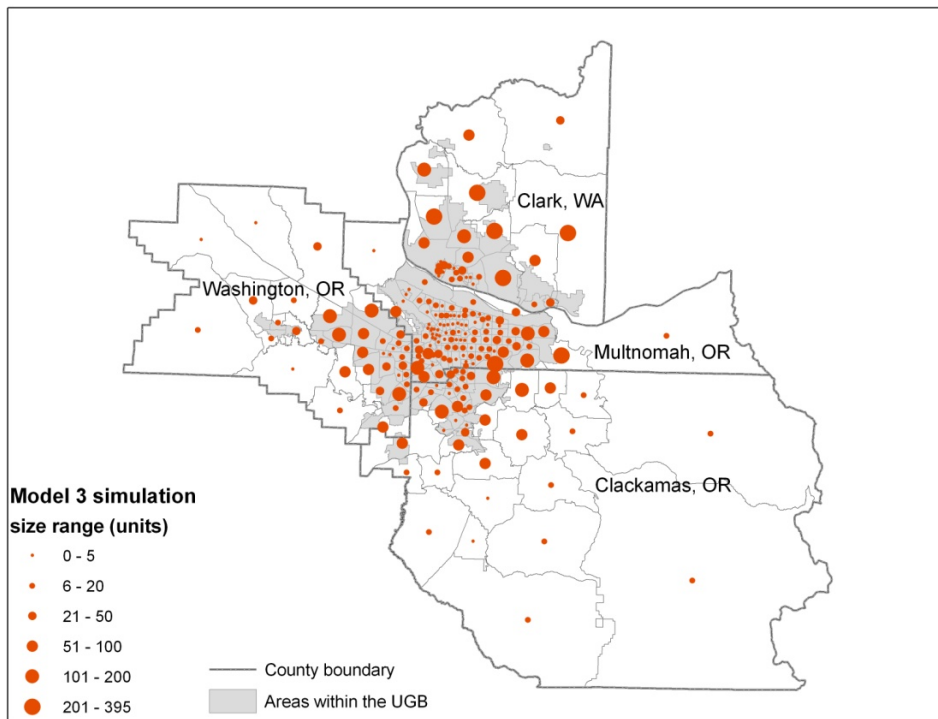 Clark, WA
Washington, OR
Multnomah, OR
Clackamas, OR
Model 3 simulation
size range (units)
0 - 5
6 - 20
21 - 50
51 - 100
101 - 200
201 - 395
County boundary
Areas within the UGB